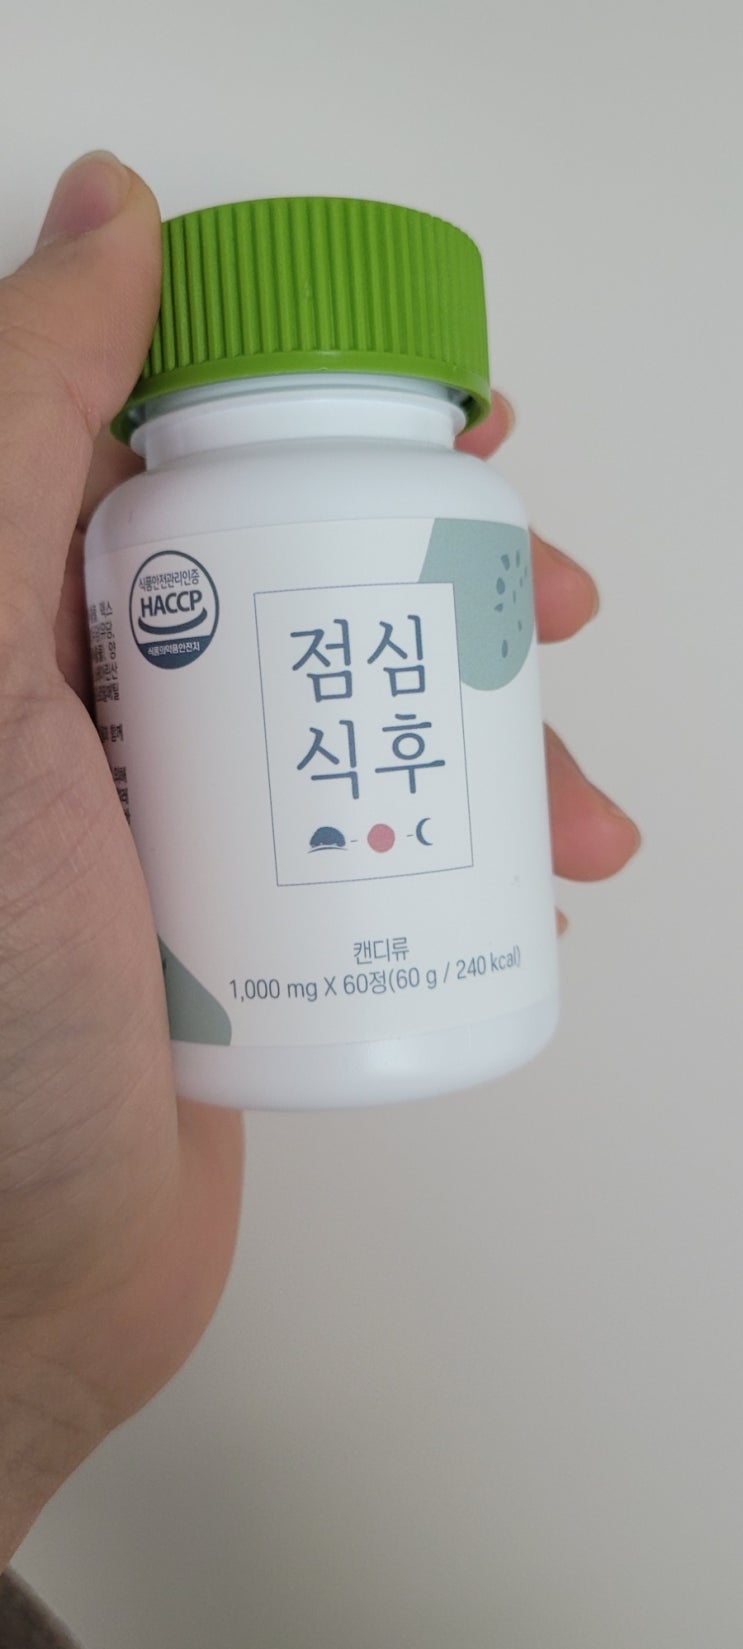 식품안전관리인증
HACCP
식품의약품안전처
점심
식후
캔디류
1,000 mg X 60정(60 g / 240 kcal)